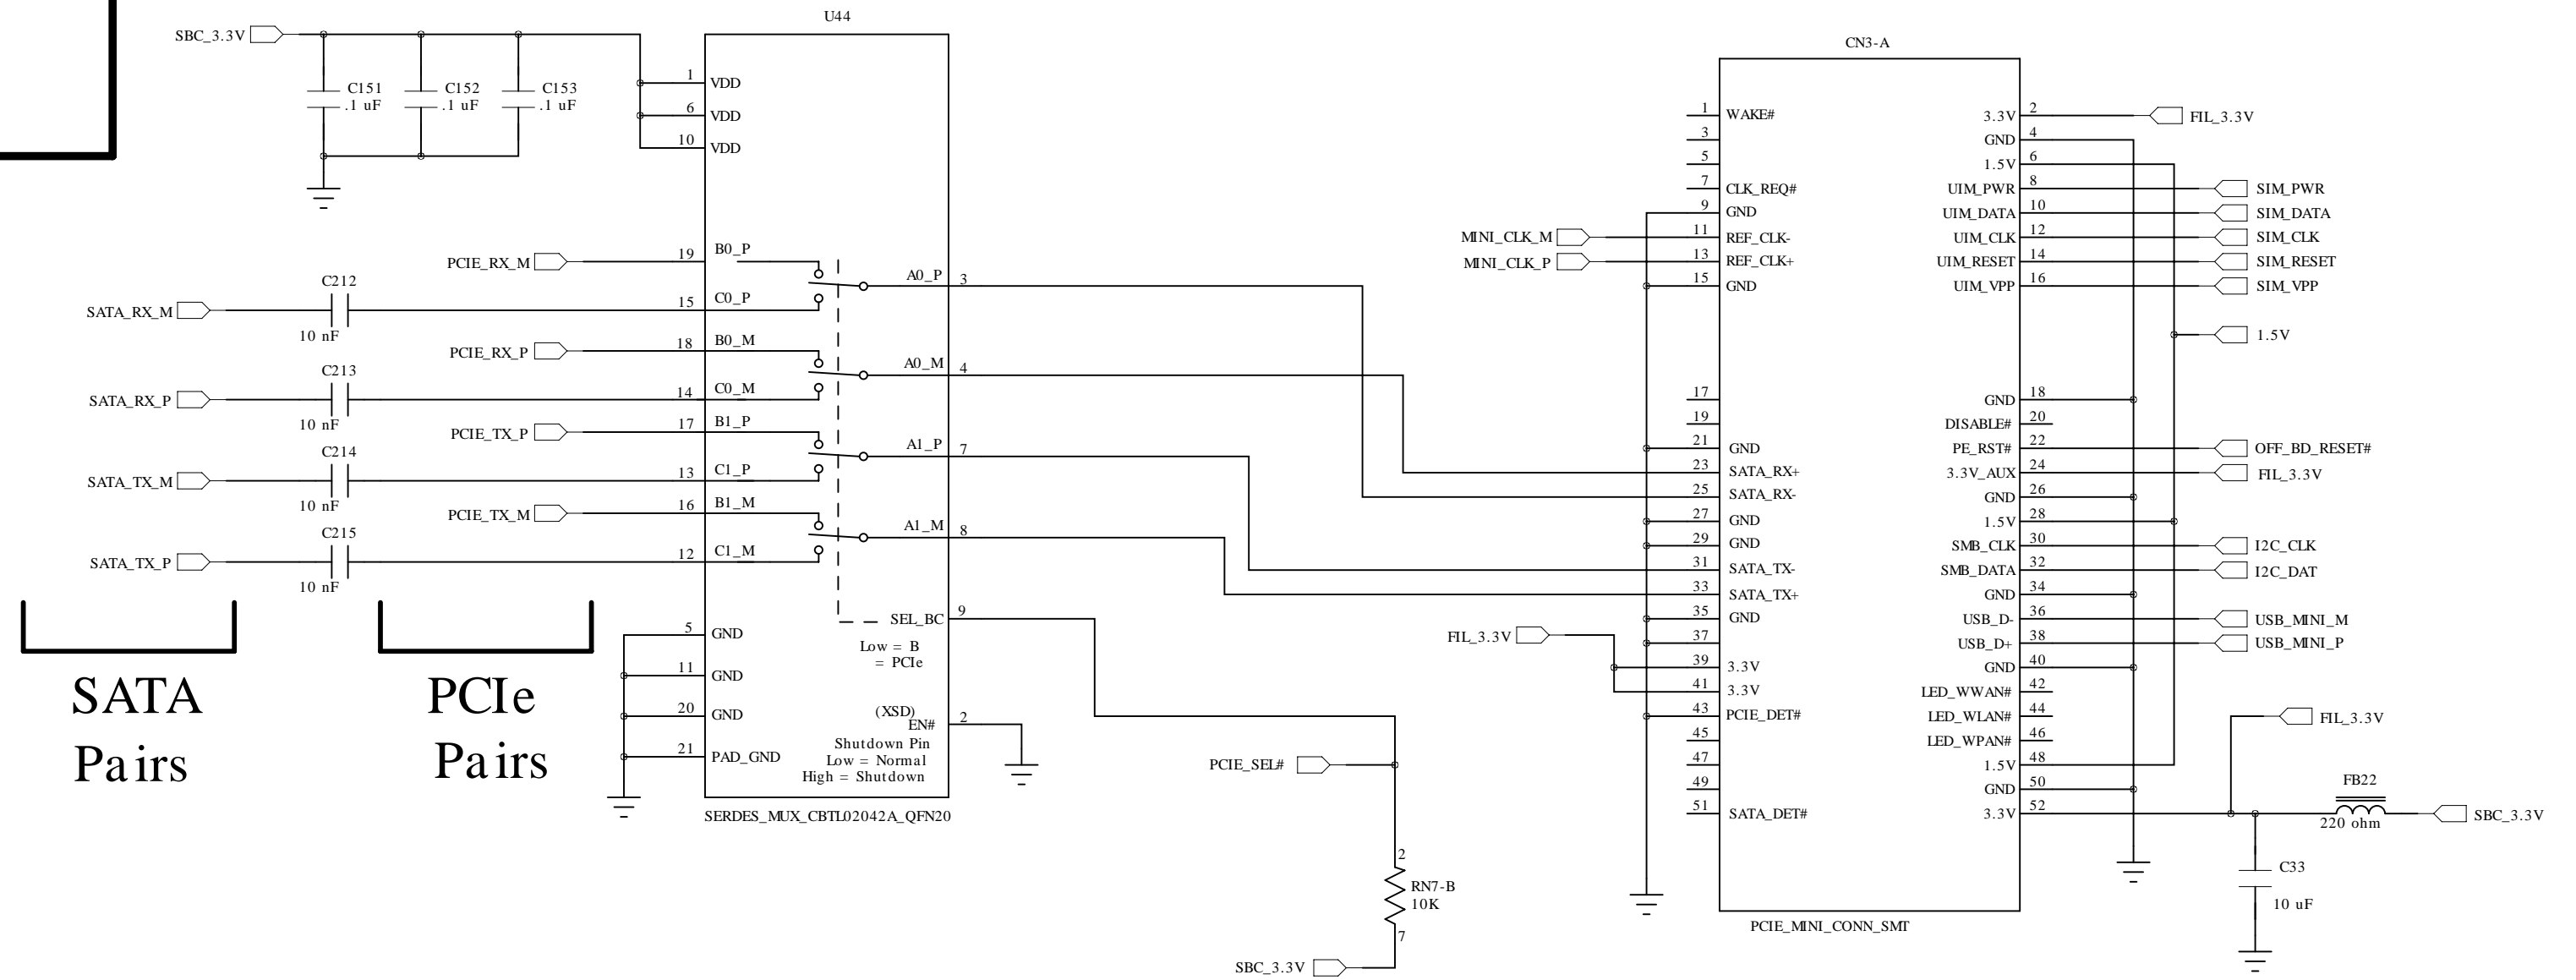 U44
SBC_3.3V
C151
.1 uF
C152
.1 uF
C153
.1 uF
1 VDD
6 VDD
10 VDD
PCIE_RX_M 19 B0_P
A0_P 3
C212
SATA_RX_M 15 C0_P
10 nF
PCIE_RX_P 18 B0_M
A0_M 4
C213
SATA_RX_P 14 C0_M
10 nF
PCIE_TX_P 17 B1_P
A1_P 7
C214
SATA_TX_M 13 C1_P
10 nF
PCIE_TX_M 16 B1_M
A1_M 8
C215
SATA_TX_P 12 C1_M
10 nF
SEL_BC 9
Low = B
= PCIe
5 GND
11 GND
20 GND
21 PAD_GND
(XSD)
EN# 2
Shutdown Pin
Low = Normal
High = Shutdown
SERDES_MUX_CBTL02042A_QFN20
SATA
Pairs
PCIe
Pairs
PCIE_SEL#
2
RN7-B
10K
7
SBC_3.3V
CN3-A
1 WAKE#
3
5
7 CLK_REQ#
9 GND
MINI_CLK_M 11 REF_CLK-
MINI_CLK_P 13 REF_CLK+
15 GND
17
19
21 GND
23 SATA_RX+
25 SATA_RX-
27 GND
29 GND
31 SATA_TX-
33 SATA_TX+
35 GND
FIL_3.3V
37
39 3.3V
41 3.3V
43 PCIE_DET#
45
47
49
51 SATA_DET#
3.3V 2 FIL_3.3V
GND 4
1.5V 6
UIM_PWR 8 SIM_PWR
UIM_DATA 10 SIM_DATA
UIM_CLK 12 SIM_CLK
UIM_RESET 14 SIM_RESET
UIM_VPP 16 SIM_VPP
1.5V
GND 18
DISABLE# 20
PE_RST# 22 OFF_BD_RESET#
3.3V_AUX 24 FIL_3.3V
GND 26
1.5V 28
SMB_CLK 30 I2C_CLK
SMB_DATA 32 I2C_DAT
GND 34
USB_D- 36 USB_MINI_M
USB_D+ 38 USB_MINI_P
GND 40
LED_WWAN# 42
LED_WLAN# 44 FIL_3.3V
LED_WPAN# 46
1.5V 48
GND 50
3.3V 52
FB22
220 ohm
SBC_3.3V
C33
10 uF
PCIE_MINI_CONN_SMT